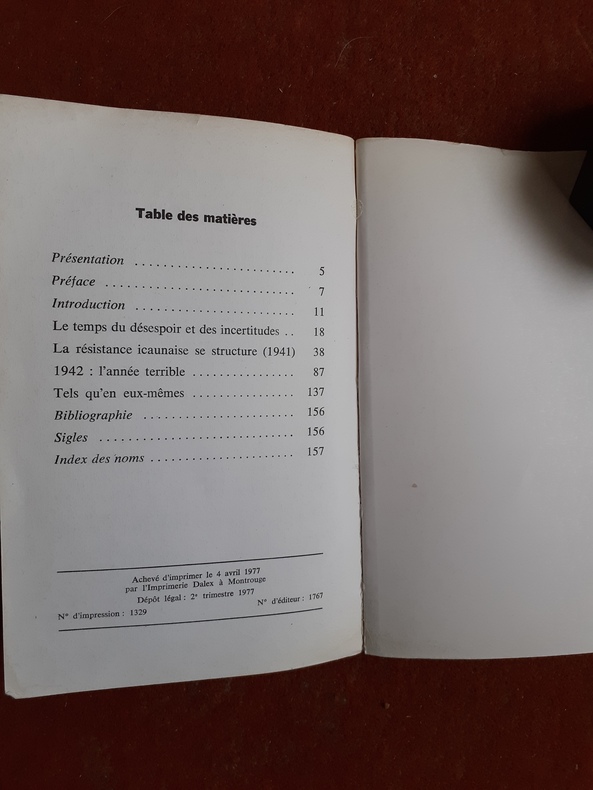 Table des matières
Présentation ........................ 5
Préface ........................... 7
Introduction ....................... 11
Le temps du désespoir et des incertitudes .. 18
La résistance icaunaise se structure (1941) 38
1942 : l'année terrible ............... 87
Tels qu'en eux-mêmes ............... 137
Bibliographie ...................... 156
Sigles ............................ 156
Index des noms ..................... 157
Achevé d'imprimer le 4 avril 1977
par l'Imprimerie Dalex à Montrouge
Dépôt légal : 2e trimestre 1977
N° d'impression : 1329 N° d'éditeur : 1767